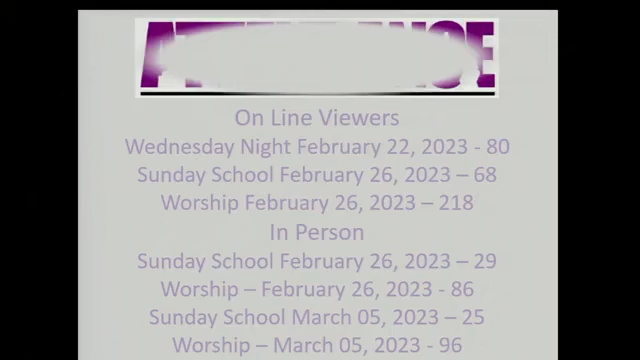 On Line Viewers
Wednesday Night February 22, 2023 - 80
Sunday School February 26, 2023 – 68
Worship February 26, 2023 – 218
In Person
Sunday School February 26, 2023 – 29
Worship – February 26, 2023 - 86
Sunday School March 05, 2023 – 25
Worship – March 05, 2023 - 96